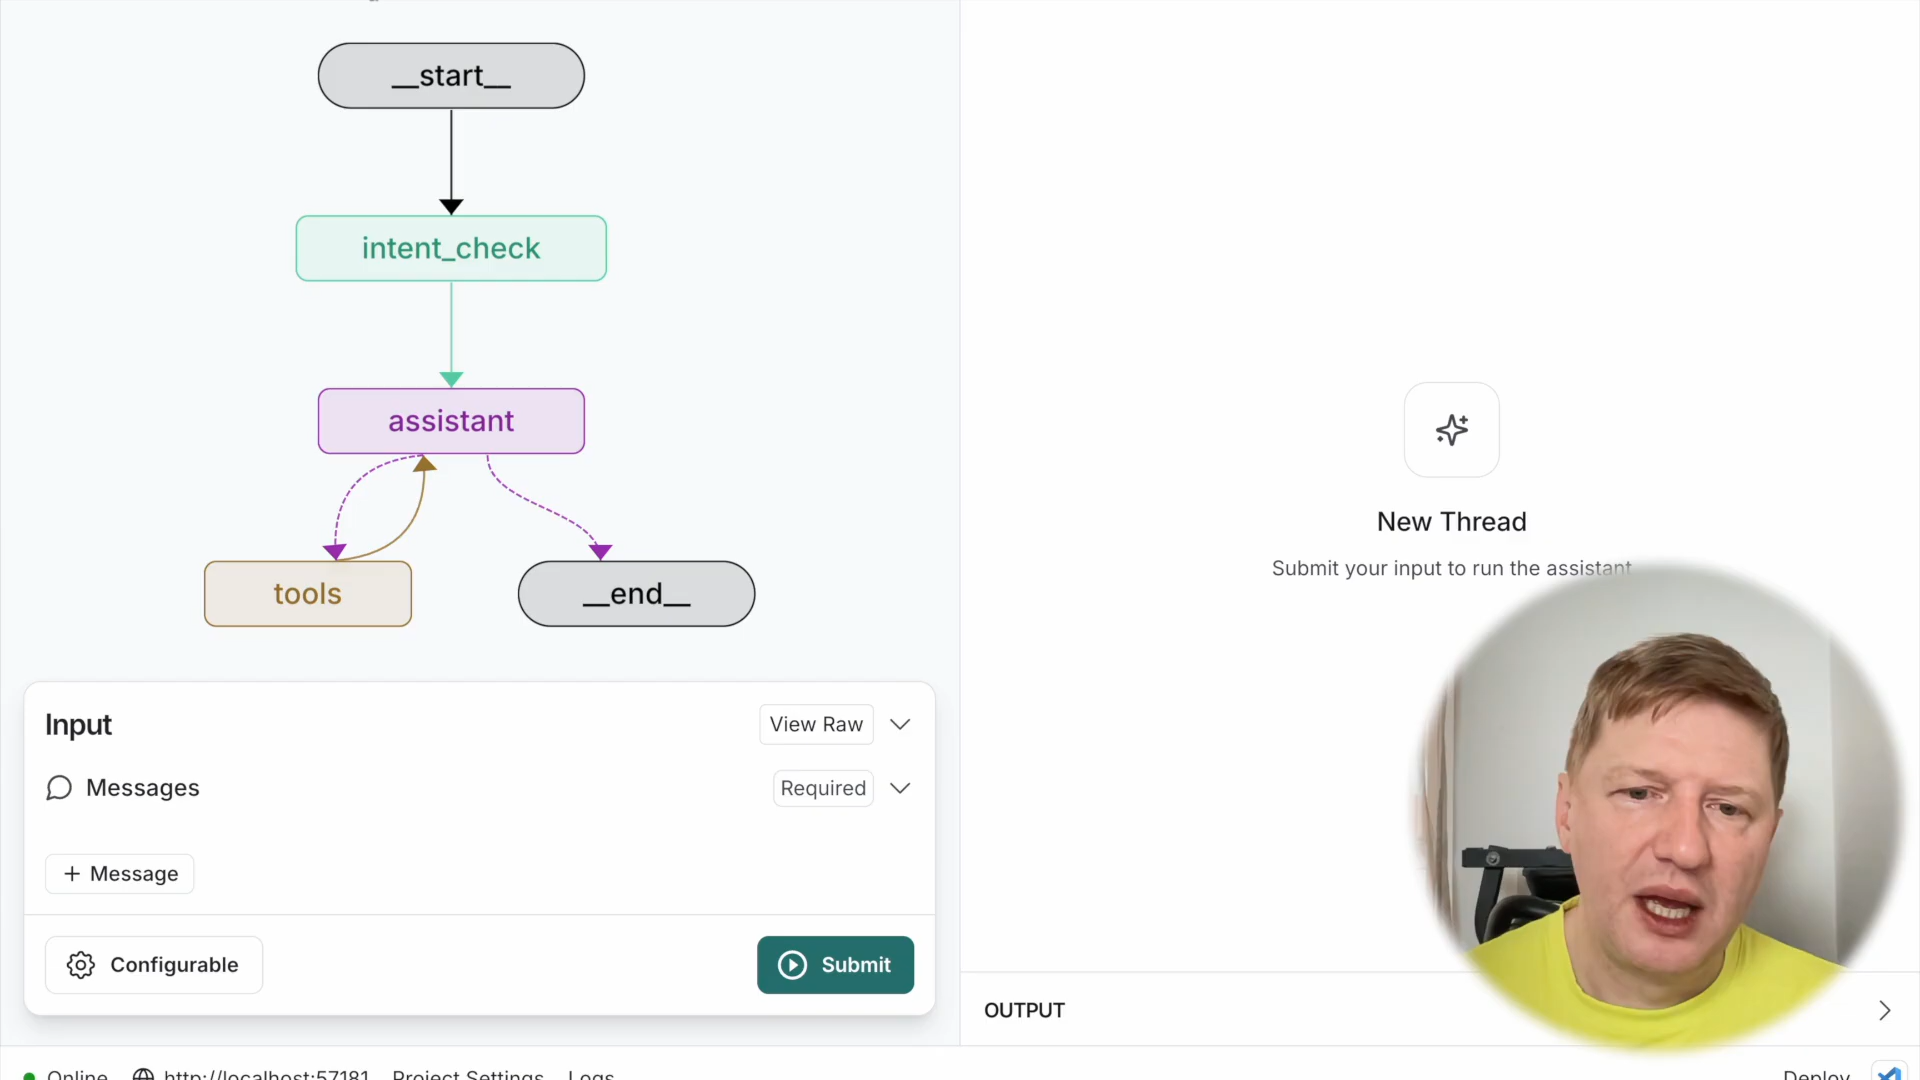 __start__
intent_check
assistant
tools
__end__
Input
View Raw
Messages
Required
+ Message
Configurable
Submit
New Thread
Submit your input to run the assistant
OUTPUT
Online
http://localhost:57181
Project Settings
Logs
Deploy